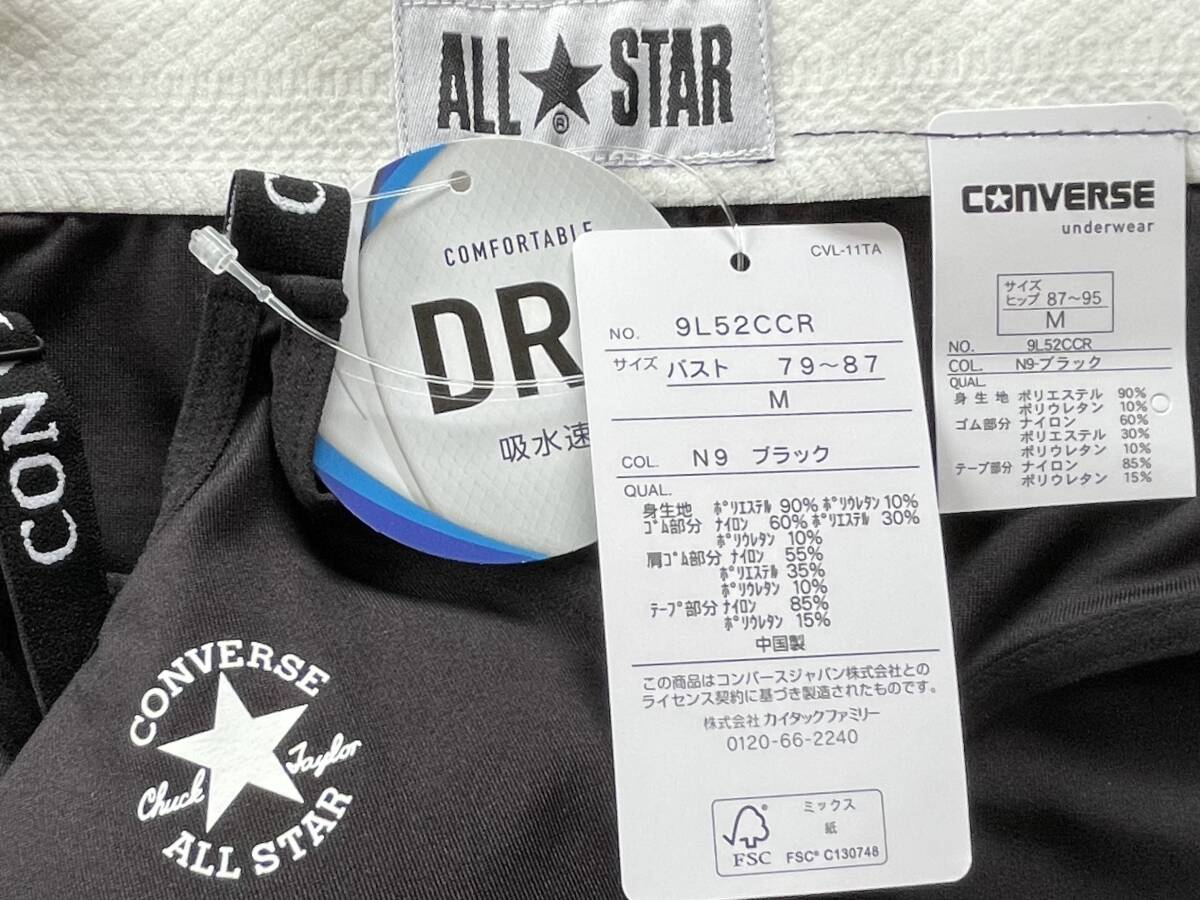 ALL ★ STAR
®
COMFORTABLE
DR
吸水速
CON
CONVERSE
Chuck Taylor
ALL STAR
CVL-11TA
NO. 9L52CCR
サイズ バスト 79～87
M
COL. N9 ブラック
QUAL.
身生地 ﾎﾟﾘｴｽﾃﾙ 90% ﾎﾟﾘｳﾚﾀﾝ 10%
ｺﾞﾑ部分 ﾅｲﾛﾝ 60% ﾎﾟﾘｴｽﾃﾙ 30%
ﾎﾟﾘｳﾚﾀﾝ 10%
肩ｺﾞﾑ部分 ﾅｲﾛﾝ 55%
ﾎﾟﾘｴｽﾃﾙ 35%
ﾎﾟﾘｳﾚﾀﾝ 10%
ﾃｰﾌﾟ部分 ﾅｲﾛﾝ 85%
ﾎﾟﾘｳﾚﾀﾝ 15%
中国製
この商品はコンバースジャパン株式会社との
ライセンス契約に基づき製造されたものです。
株式会社 カイタックファミリー
0120-66-2240
ミックス
紙
FSC
FSC® C130748
CONVERSE
underwear
サイズ
ヒップ 87～95
M
NO. 9L52CCR
COL. N9-ブラック
QUAL.
身生地 ポリエステル 90%
ポリウレタン 10%
ゴム部分 ナイロン 60%
ポリエステル 30%
ポリウレタン 10%
テープ部分 ナイロン 85%
ポリウレタン 15%